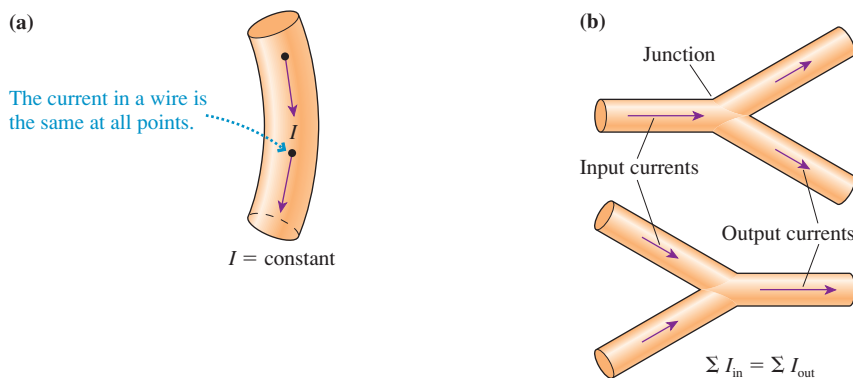 (a)
The current in a wire is
the same at all points.
I
I = constant
(b)
Junction
Input currents
Output currents
Σ I_in = Σ I_out